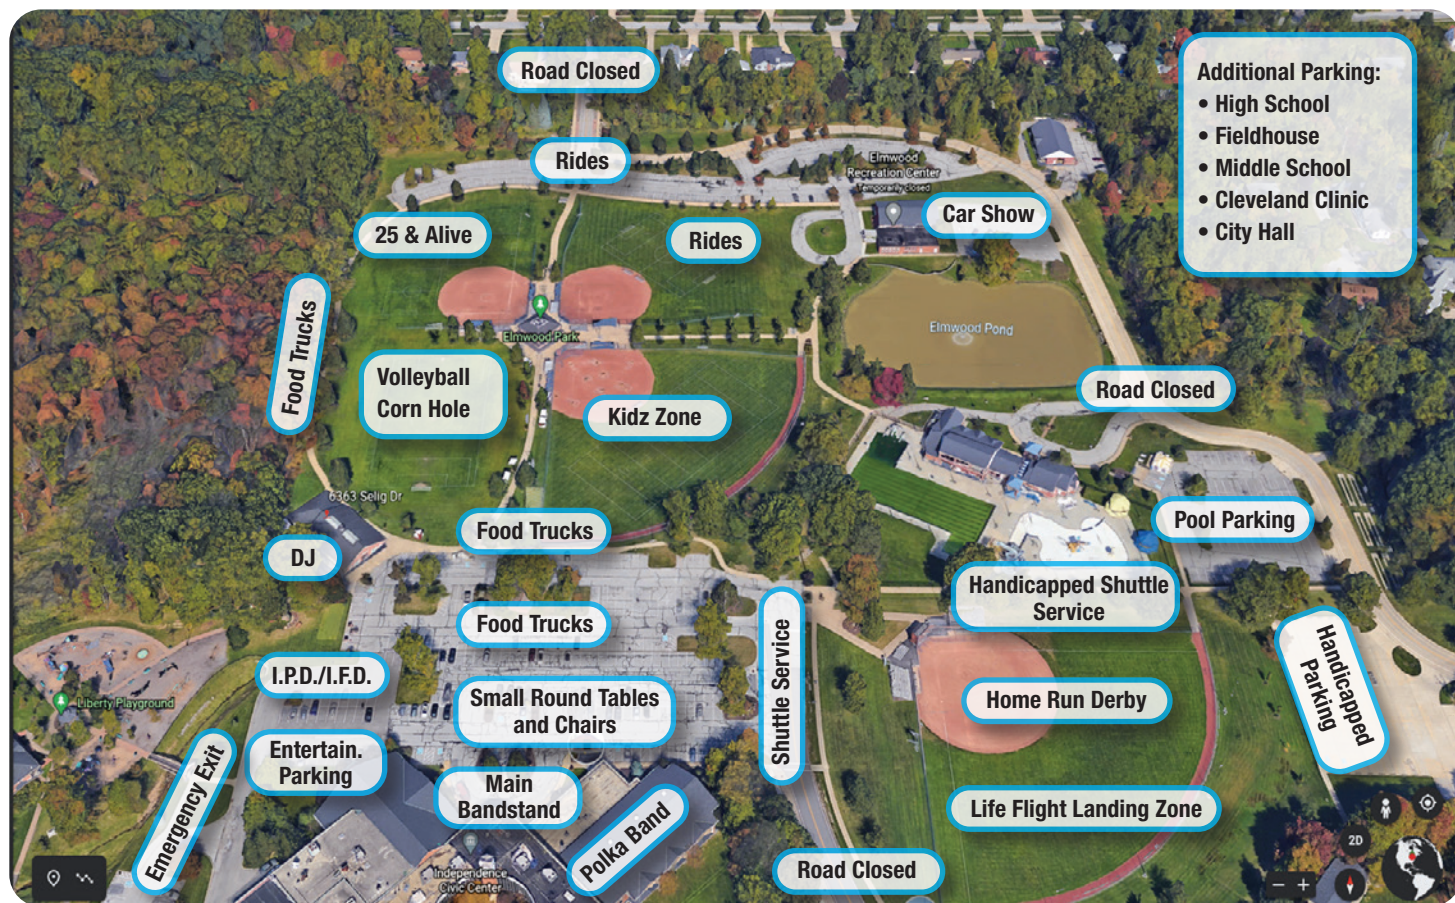 Road Closed
Additional Parking:
• High School
• Fieldhouse
• Middle School
• Cleveland Clinic
• City Hall
Rides
Elmwood
Recreation Center
Temporarily closed
Car Show
25 & Alive
Rides
Food Trucks
Elmwood Park
Elmwood Pond
Volleyball
Corn Hole
Kidz Zone
Road Closed
6363 Selig Dr
Pool Parking
Food Trucks
DJ
Handicapped Shuttle
Service
Food Trucks
Shuttle Service
Handicapped
Parking
I.P.D./I.F.D.
Liberty Playground
Small Round Tables
and Chairs
Home Run Derby
Entertain.
Parking
Emergency Exit
Main
Bandstand
Polka Band
Life Flight Landing Zone
2D
Independence
Civic Center
Road Closed